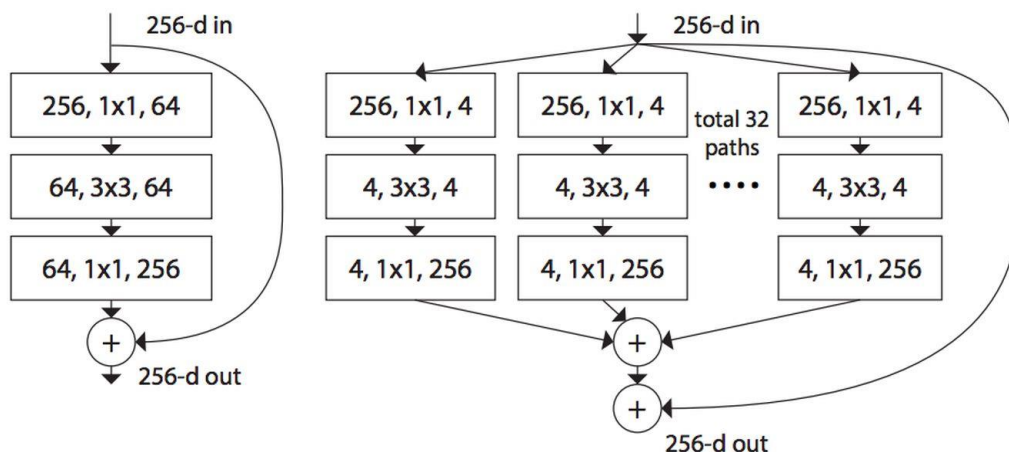 256-d in
256, 1x1, 64
64, 3x3, 64
64, 1x1, 256
+
256-d out
256-d in
256, 1x1, 4
256, 1x1, 4
total 32
paths
256, 1x1, 4
4, 3x3, 4
4, 3x3, 4
....
4, 3x3, 4
4, 1x1, 256
4, 1x1, 256
4, 1x1, 256
+
+
256-d out